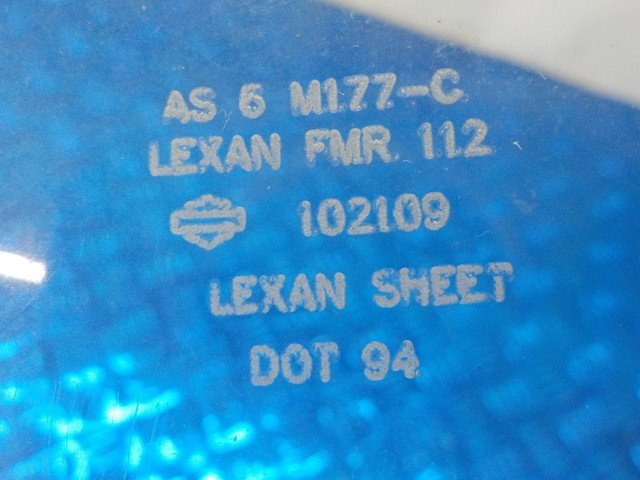 AS 6 M177-C
LEXAN FMR. 112
102109
LEXAN SHEET
DOT 94